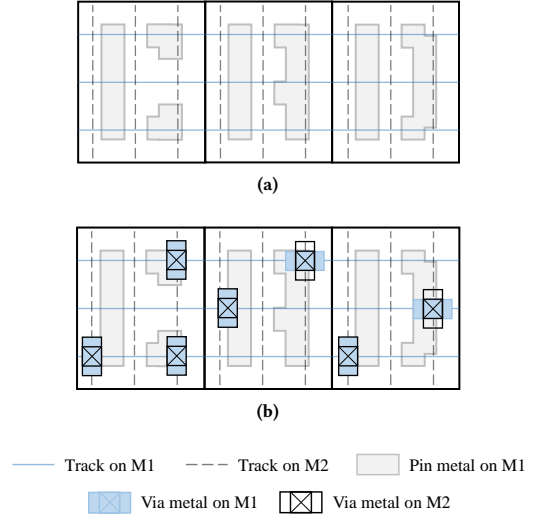 (a)
(b)
Track on M1 Track on M2 Pin metal on M1
Via metal on M1 Via metal on M2